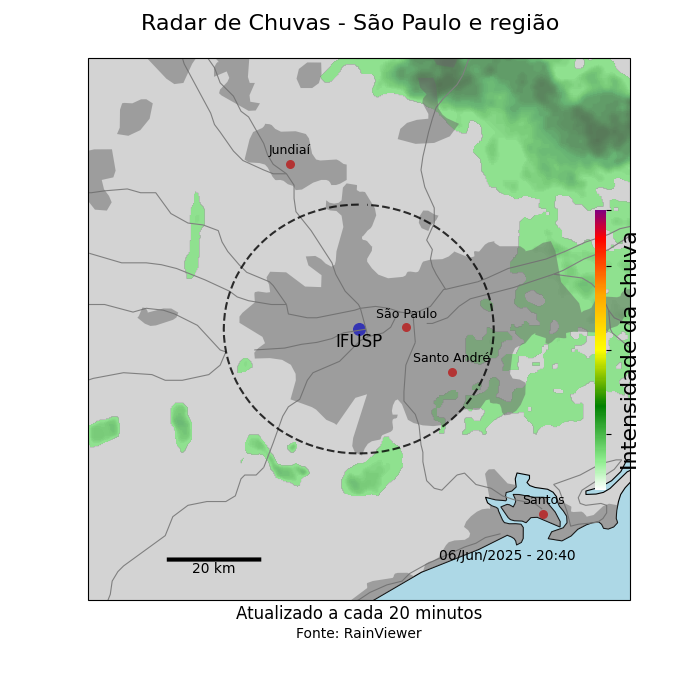 Radar de Chuvas - São Paulo e região
Jundiaí
São Paulo
IFUSP
Santo André
Intensidade da chuva
Santos
06/Jun/2025 - 20:40
20 km
Atualizado a cada 20 minutos
Fonte: RainViewer